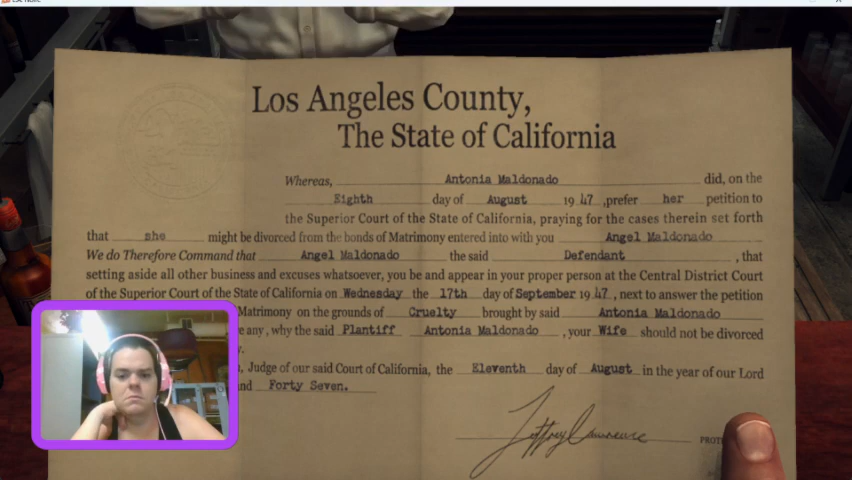 Los Angeles County,
The State of California
Whereas, Antonia Maldonado did, on the
Eighth day of August 1947, prefer her petition to
the Superior Court of the State of California, praying for the cases therein set forth
that she might be divorced from the bonds of Matrimony entered into with you Angel Maldonado
We do Therefore Command that Angel Maldonado the said Defendant, that
setting aside all other business and excuses whatsoever, you be and appear in your proper person at the Central District Court
of the Superior Court of the State of California on Wednesday the 17th day of September 1947, next to answer the petition
Matrimony on the grounds of Cruelty brought by said Antonia Maldonado
any, why the said Plantiff Antonia Maldonado, your Wife should not be divorced
Judge of our said Court of California, the Eleventh day of August in the year of our Lord
Forty Seven.